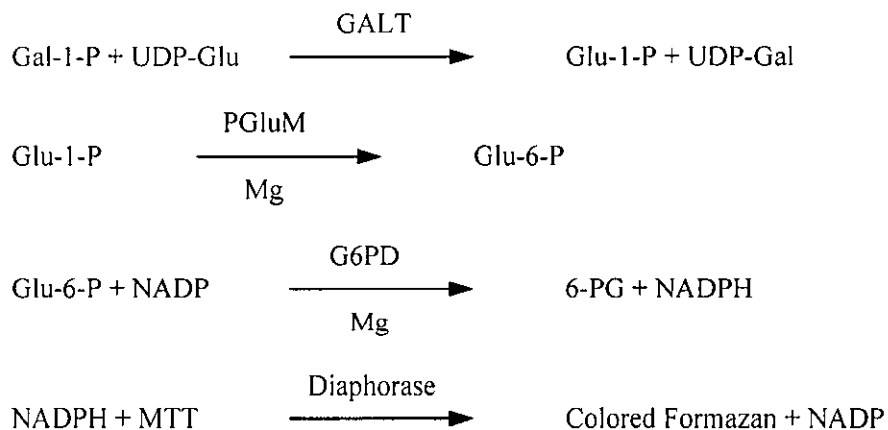 GALT
Gal-1-P + UDP-Glu Glu-1-P + UDP-Gal
PGluM
Glu-1-P Glu-6-P
Mg
G6PD
Glu-6-P + NADP 6-PG + NADPH
Mg
Diaphorase
NADPH + MTT Colored Formazan + NADP